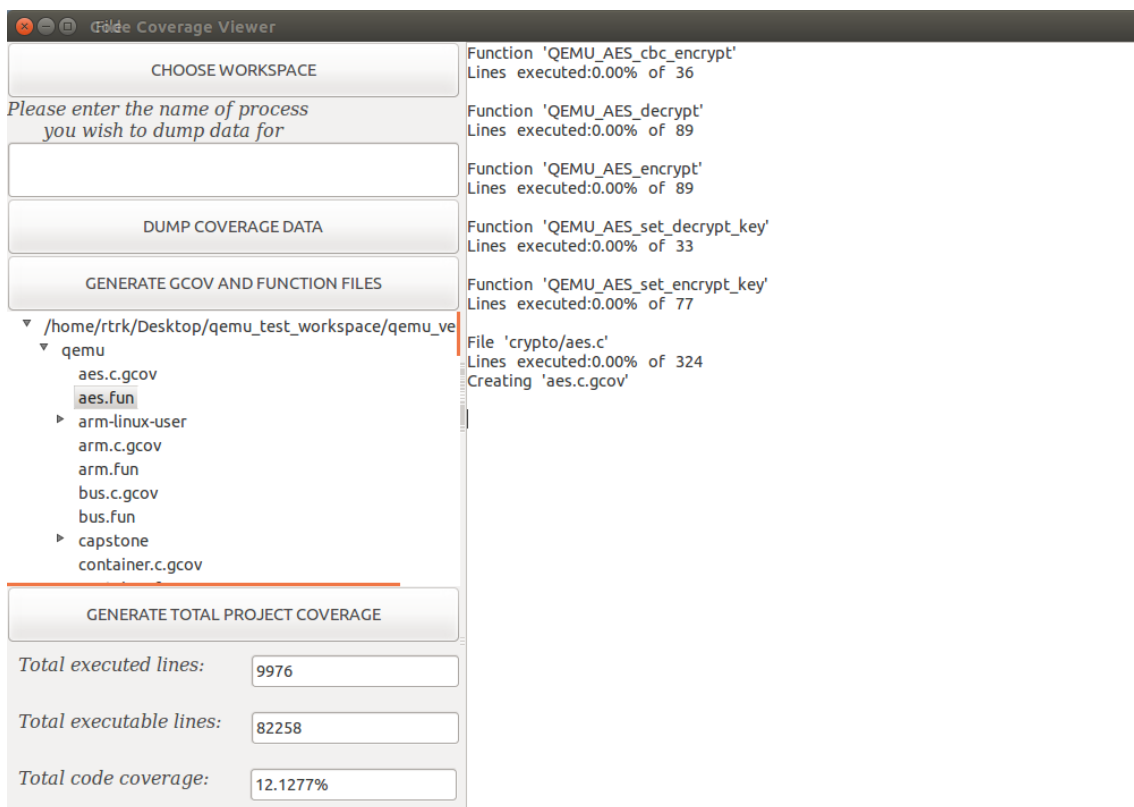 Code Coverage Viewer
File
CHOOSE WORKSPACE
Please enter the name of process
you wish to dump data for
DUMP COVERAGE DATA
GENERATE GCOV AND FUNCTION FILES
/home/rtrk/Desktop/qemu_test_workspace/qemu_ve
qemu
aes.c.gcov
aes.fun
arm-linux-user
arm.c.gcov
arm.fun
bus.c.gcov
bus.fun
capstone
container.c.gcov
GENERATE TOTAL PROJECT COVERAGE
Total executed lines:
9976
Total executable lines:
82258
Total code coverage:
12.1277%
Function 'QEMU_AES_cbc_encrypt'
Lines executed:0.00% of 36
Function 'QEMU_AES_decrypt'
Lines executed:0.00% of 89
Function 'QEMU_AES_encrypt'
Lines executed:0.00% of 89
Function 'QEMU_AES_set_decrypt_key'
Lines executed:0.00% of 33
Function 'QEMU_AES_set_encrypt_key'
Lines executed:0.00% of 77
File 'crypto/aes.c'
Lines executed:0.00% of 324
Creating 'aes.c.gcov'